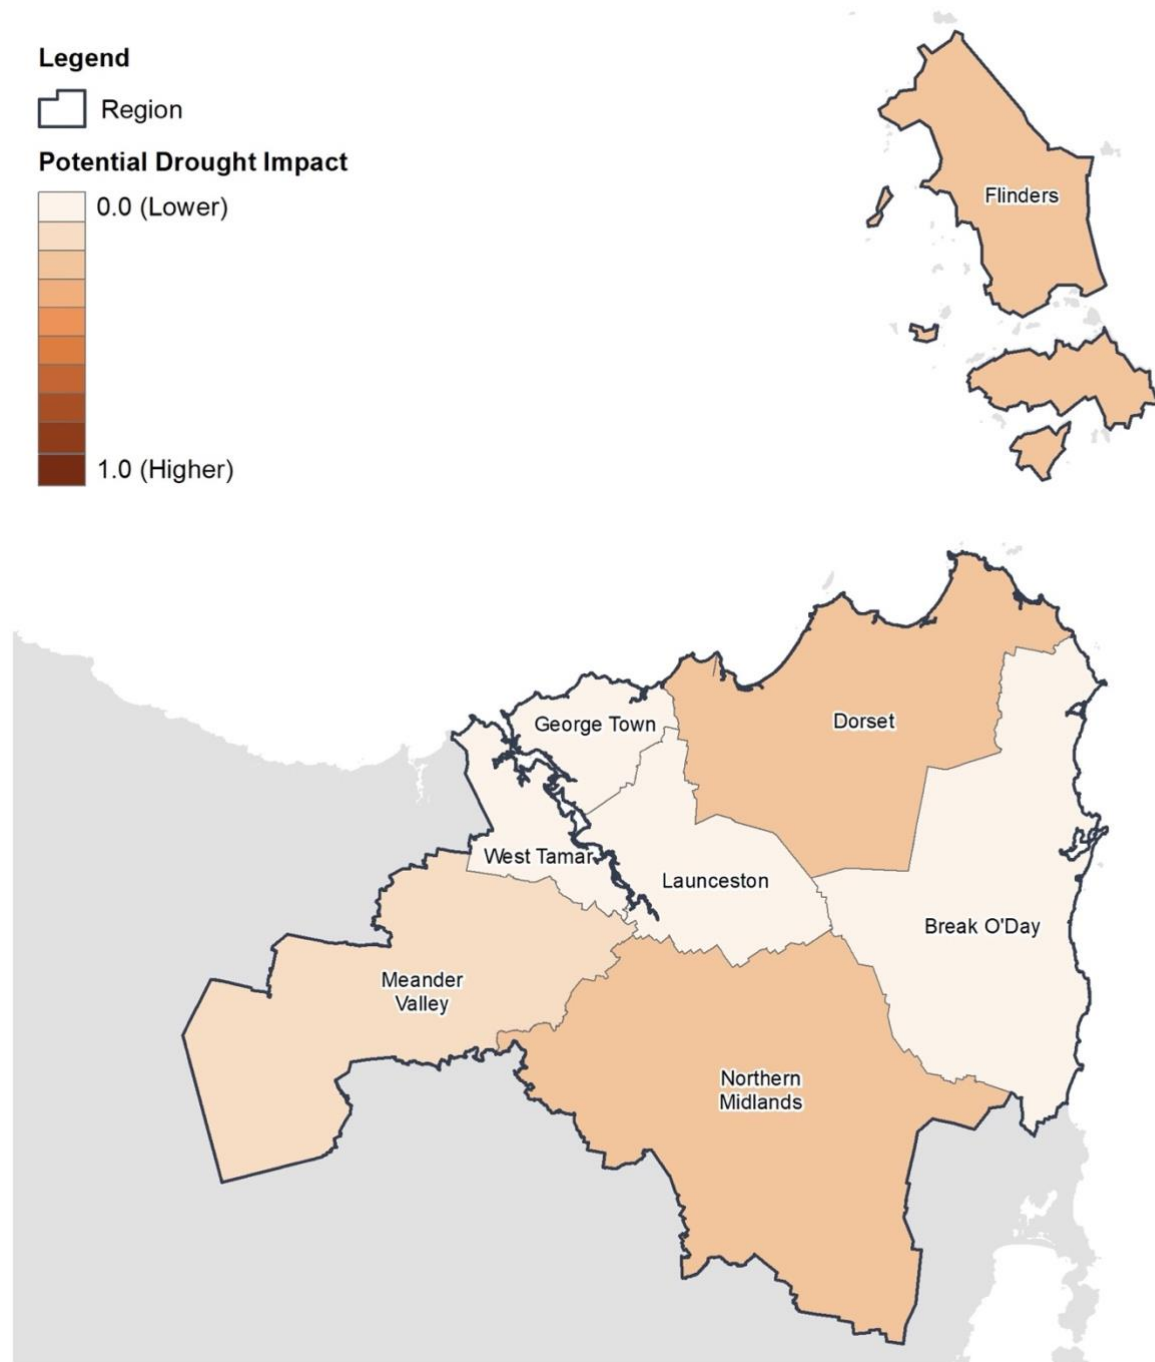 Legend
Region
Potential Drought Impact
0.0 (Lower)
1.0 (Higher)
Flinders
George Town
Dorset
West Tamar
Launceston
Break O'Day
Meander
Valley
Northern
Midlands